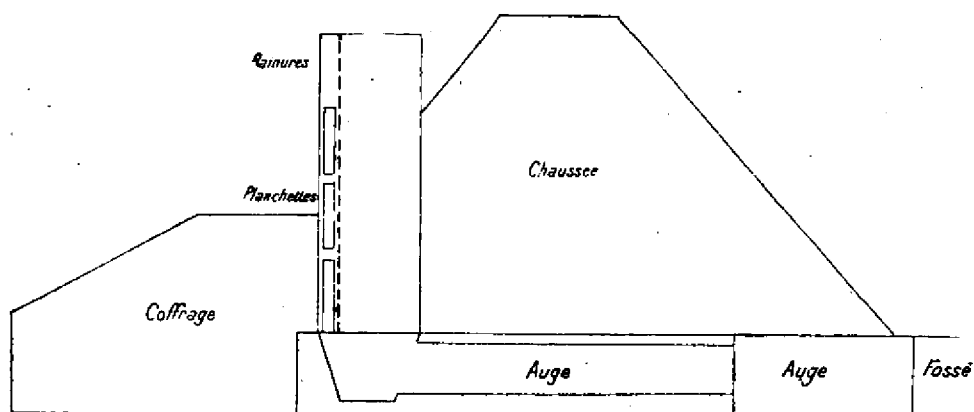 Rainures
Chaussee
Planchettes
Coffrage
Auge
Auge
Fossé